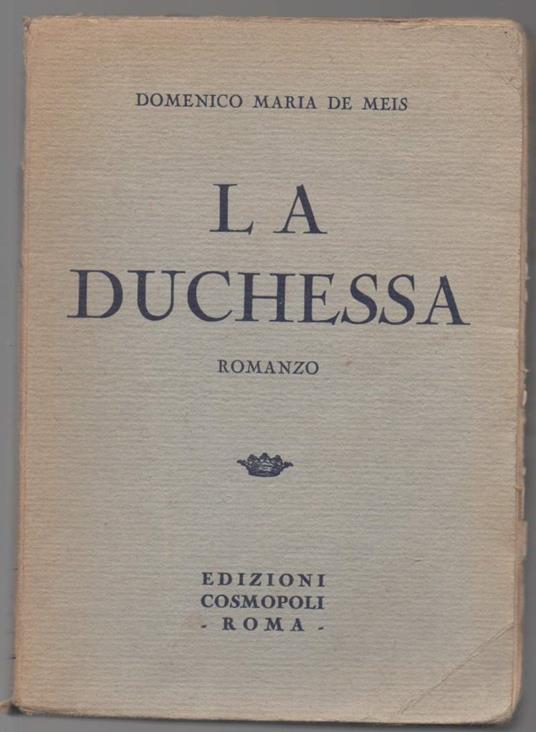 DOMENICO MARIA DE MEIS
LA
DUCHESSA
ROMANZO
EDIZIONI
COSMOPOLI
- ROMA -